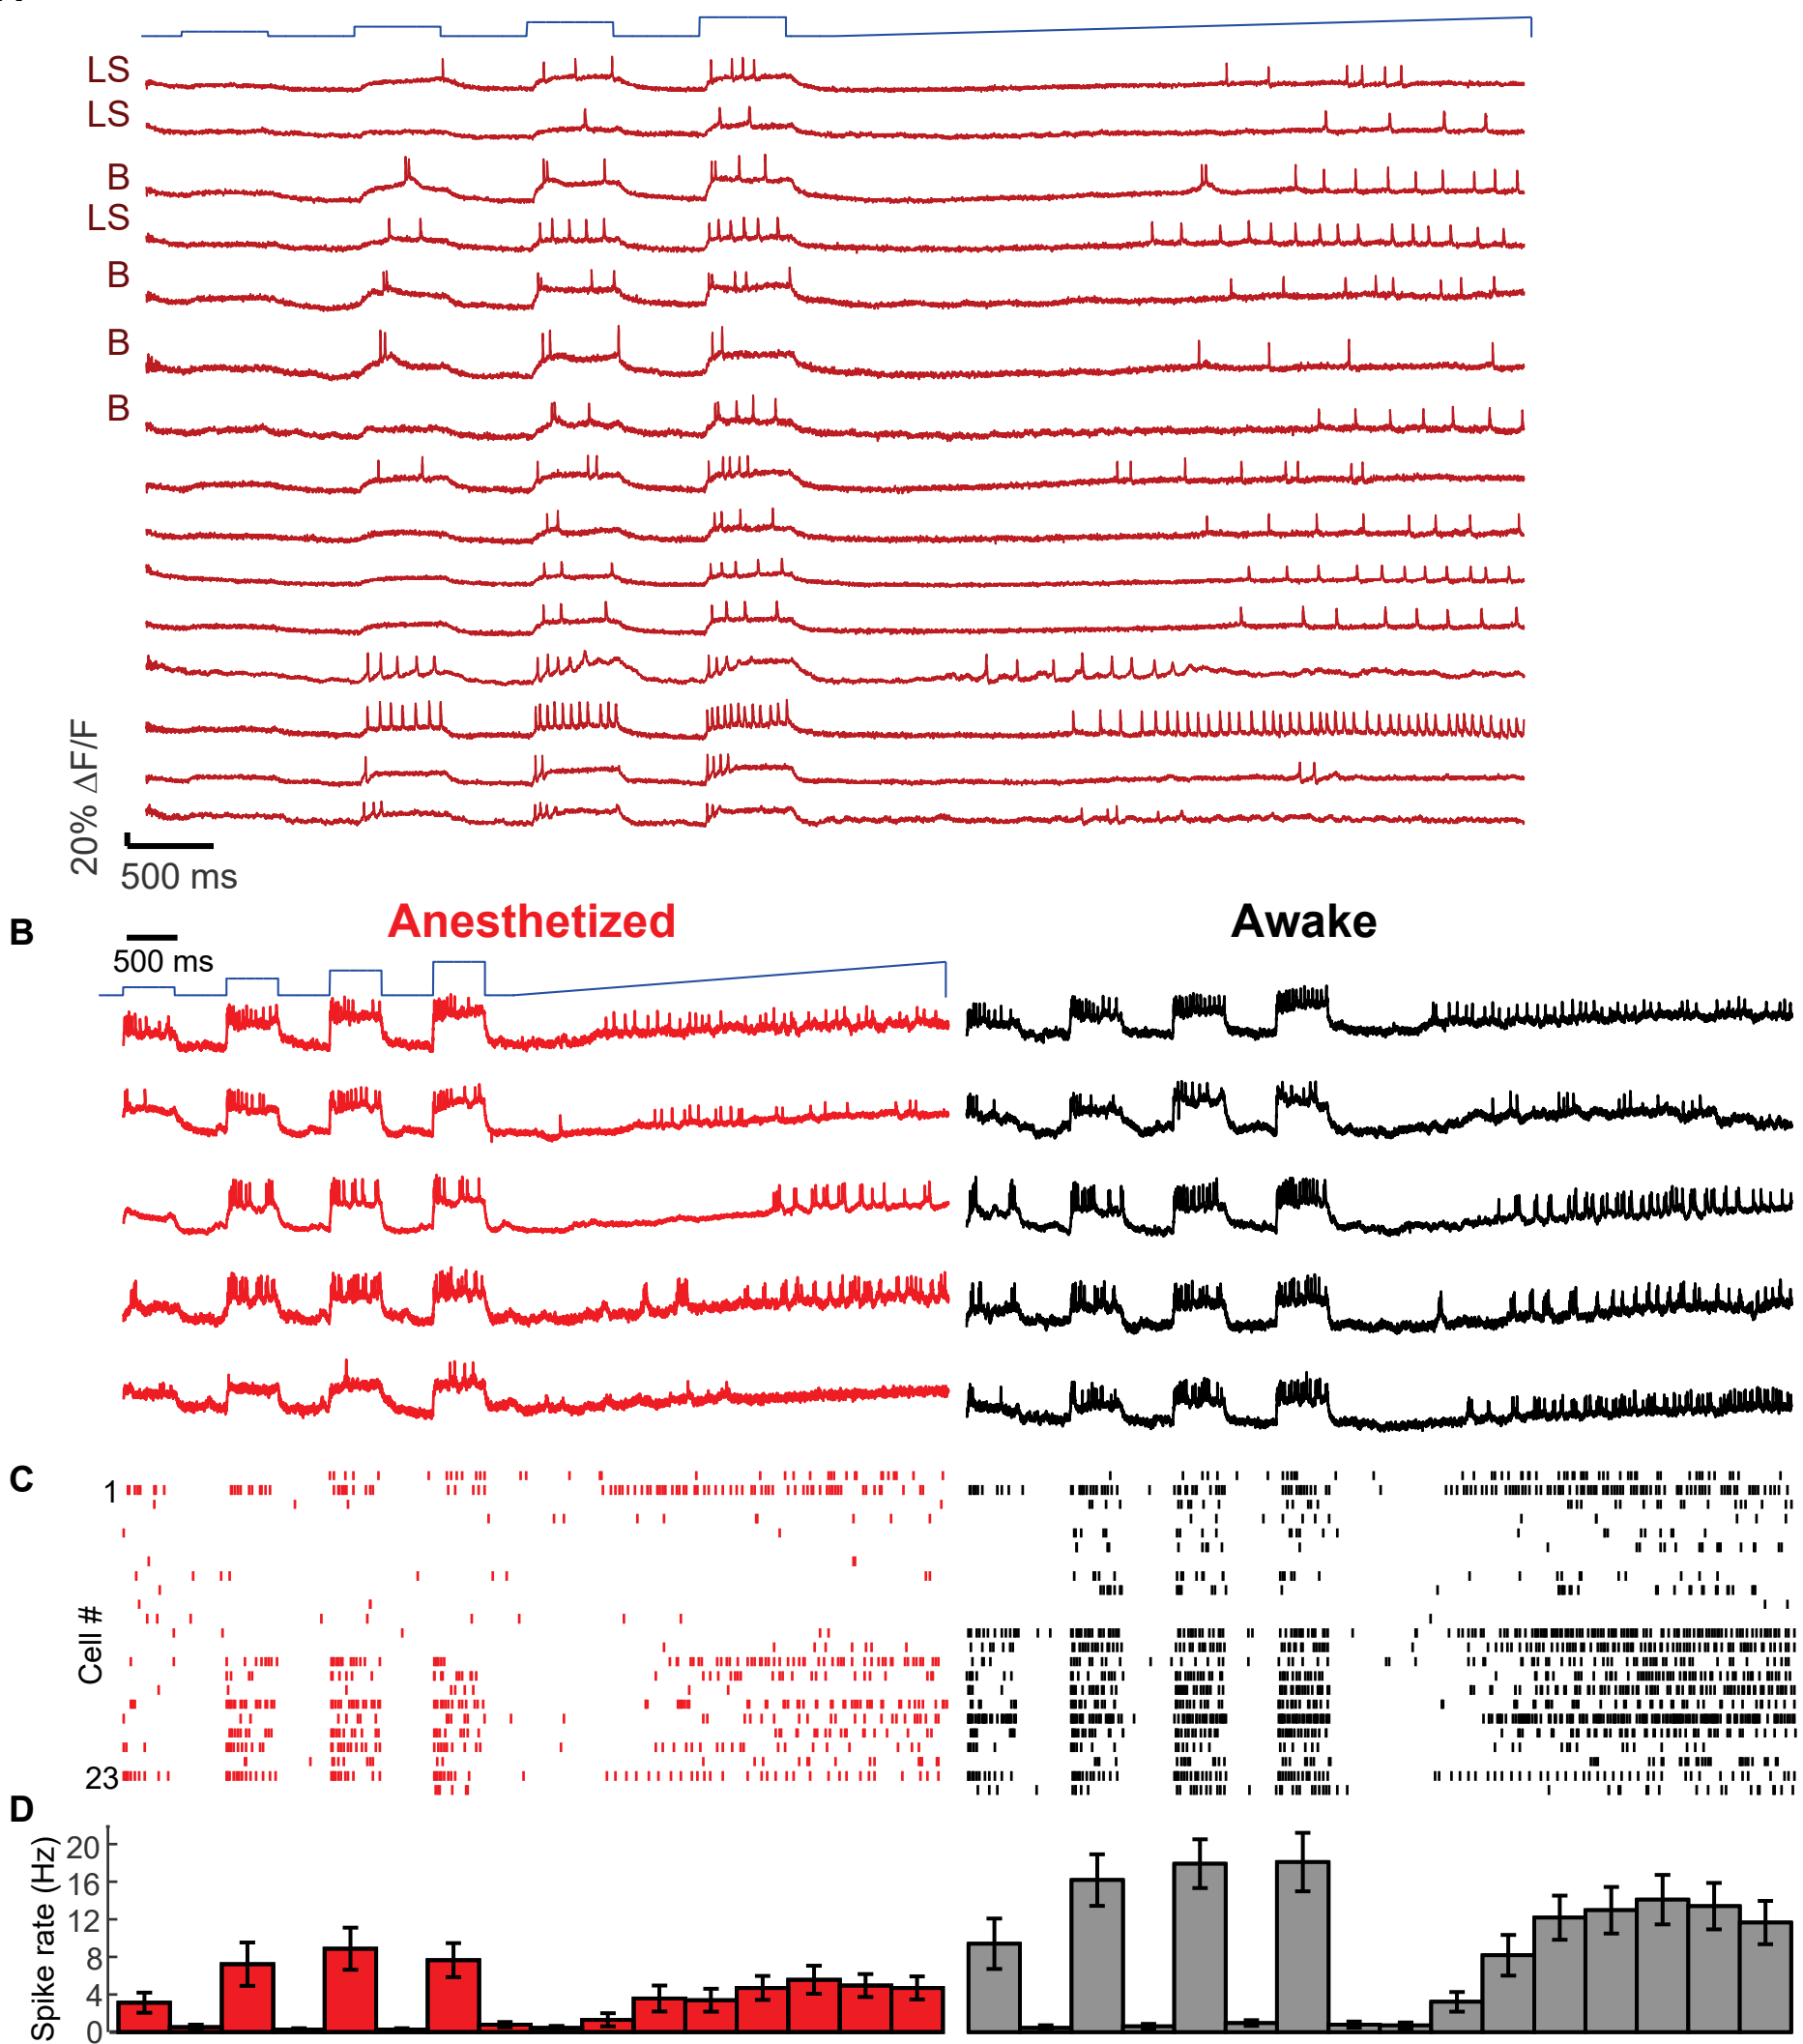 LS
LS
B
LS
B
B
B
20% ΔF/F
500 ms
B
Anesthetized
Awake
500 ms
C
1
Cell #
23
D
Spike rate (Hz)
20
16
12
8
4
0